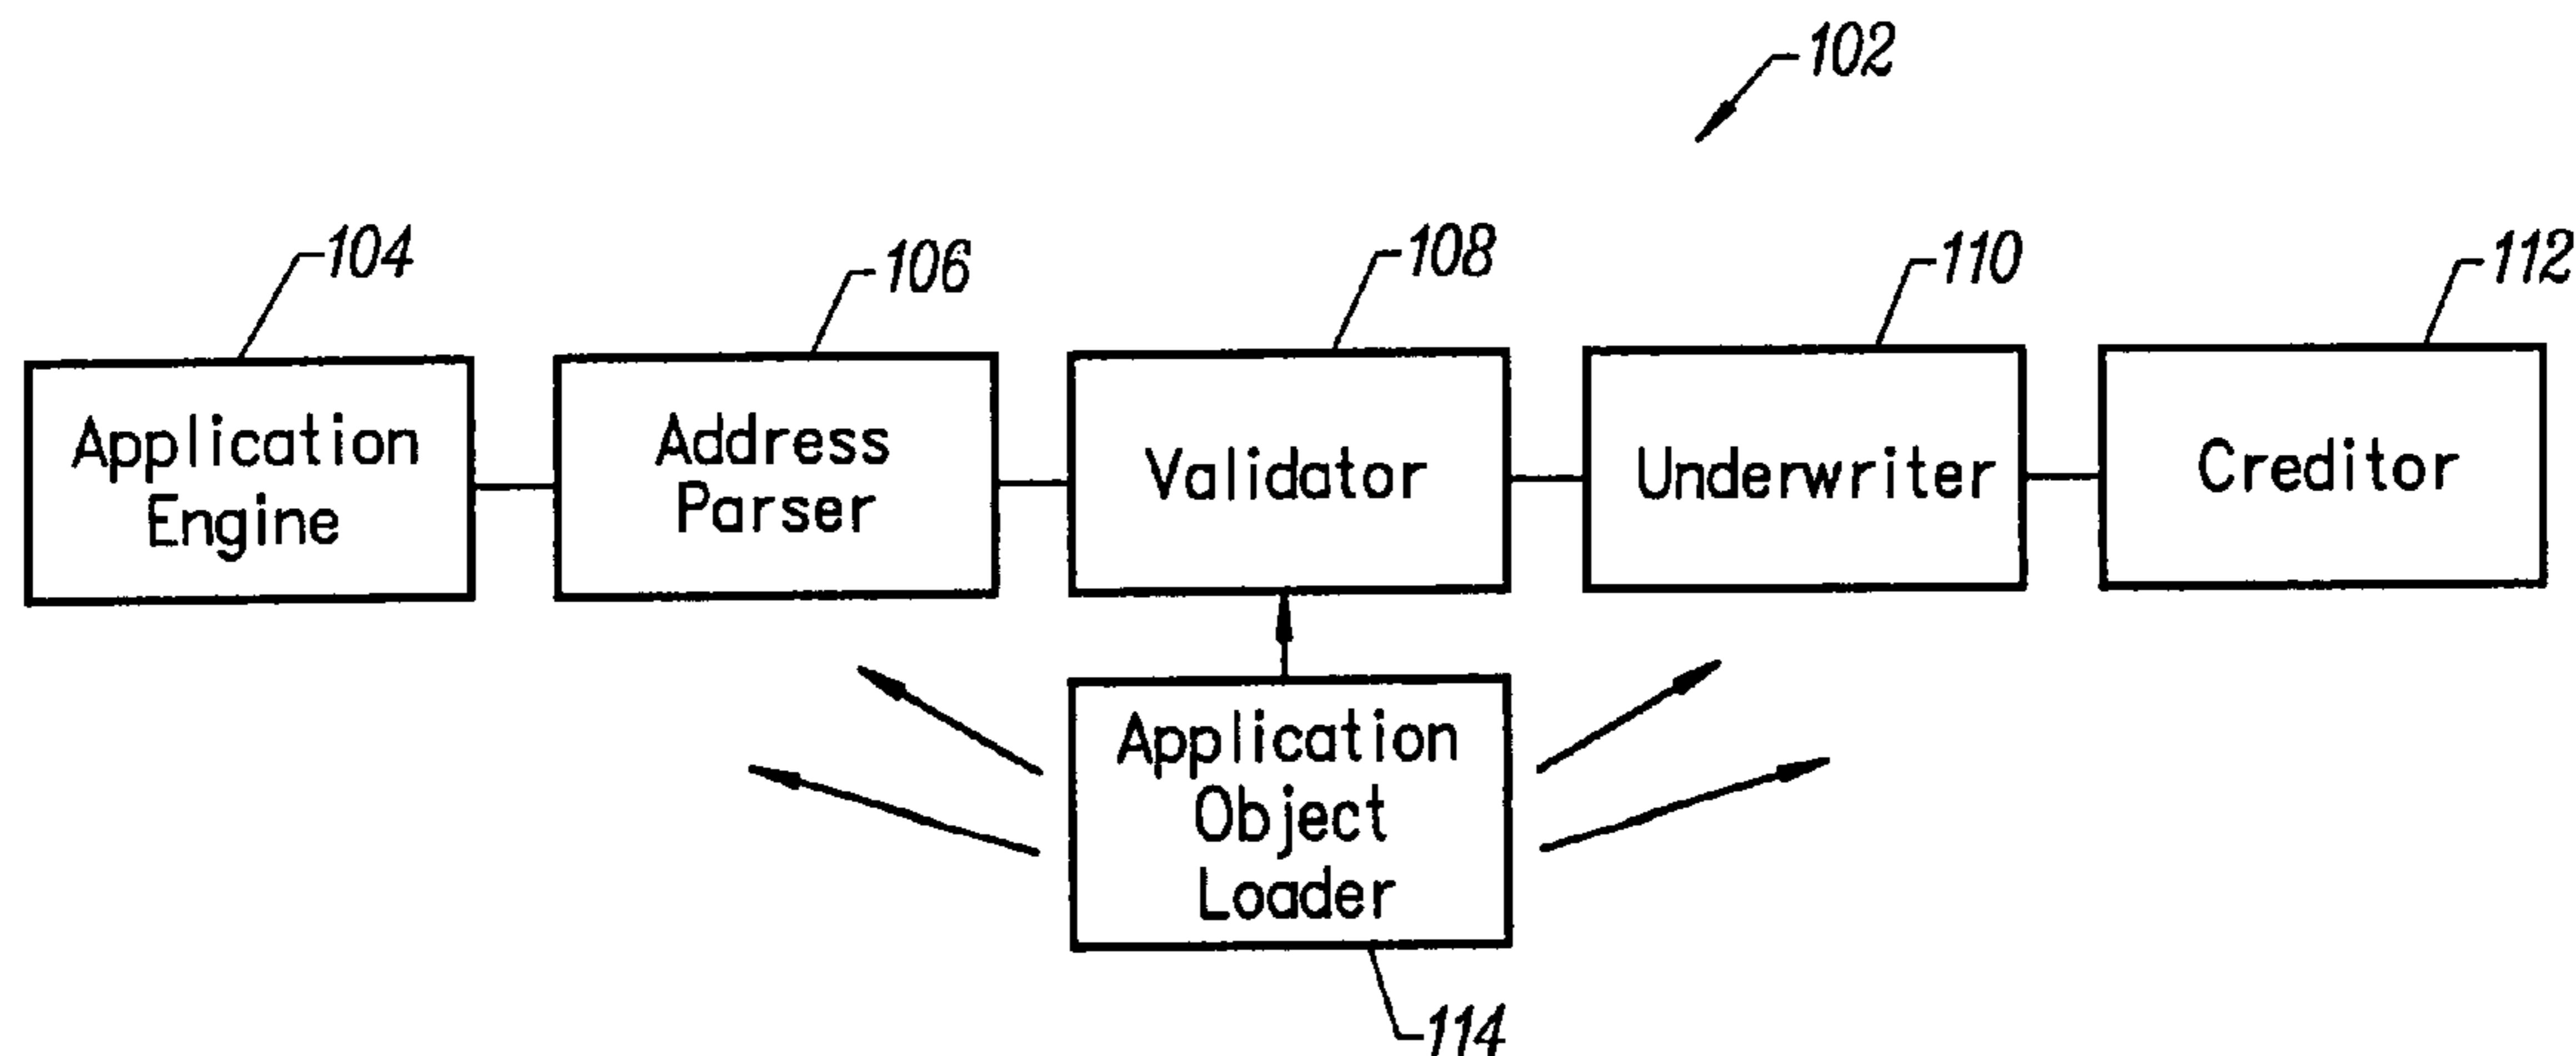 102
104
106
108
110
112
Application
Engine
Address
Parser
Validator
Underwriter
Creditor
Application
Object
Loader
114